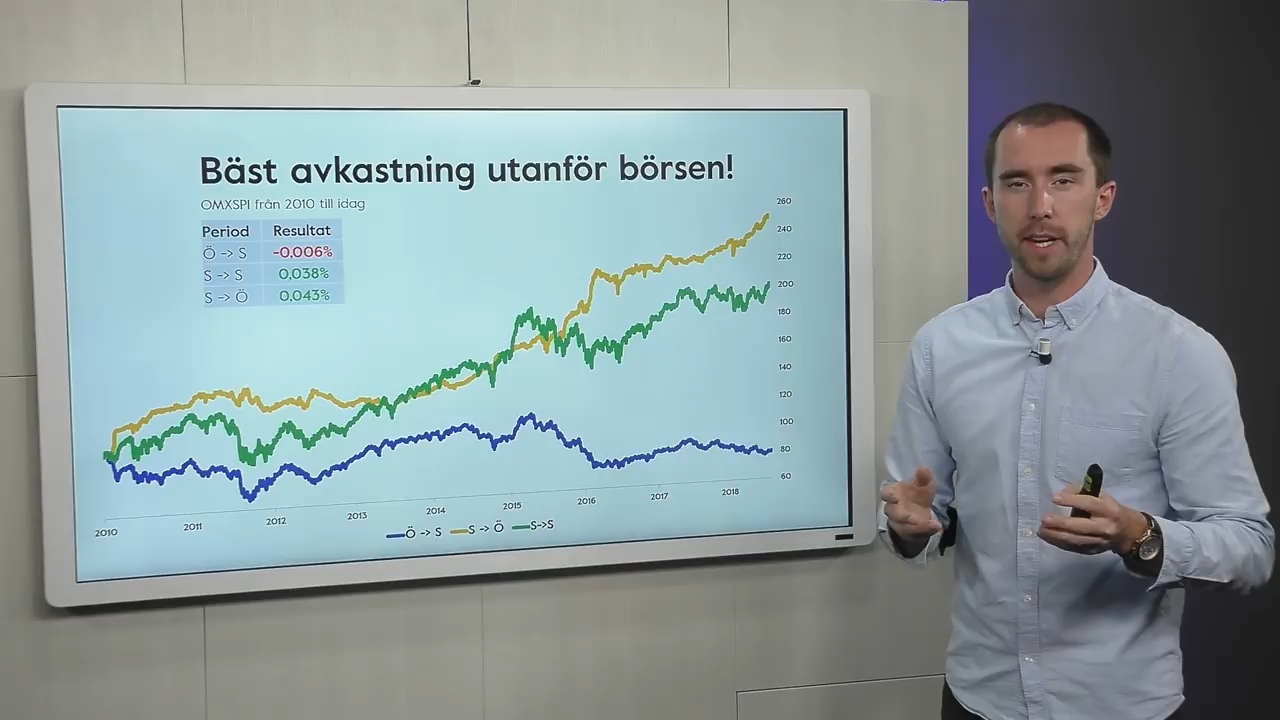 Bäst avkastning utanför börsen!
OMXSPI från 2010 till idag
Period Resultat
Ö -> S -0,006%
S -> S 0,038%
S -> Ö 0,043%
260
240
220
200
180
160
140
120
100
80
60
2010 2011 2012 2013 2014 2015 2016 2017 2018
Ö -> S S -> Ö S->S